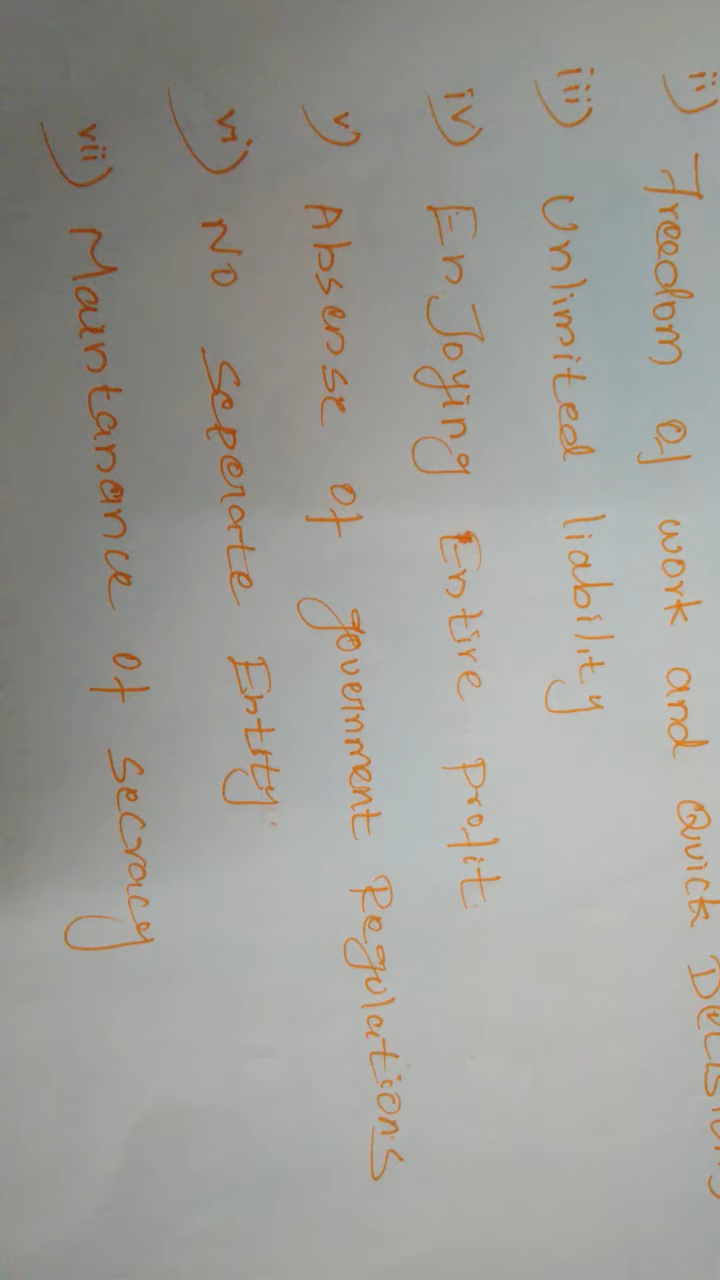 ii) Freedom of work and Quick Decisions
iii) Unlimited liability
iv) EnJoying Entire profit.
v) Absense of government Regulations
vi) No Seperate Entity.
vii) Maintanance of secracy